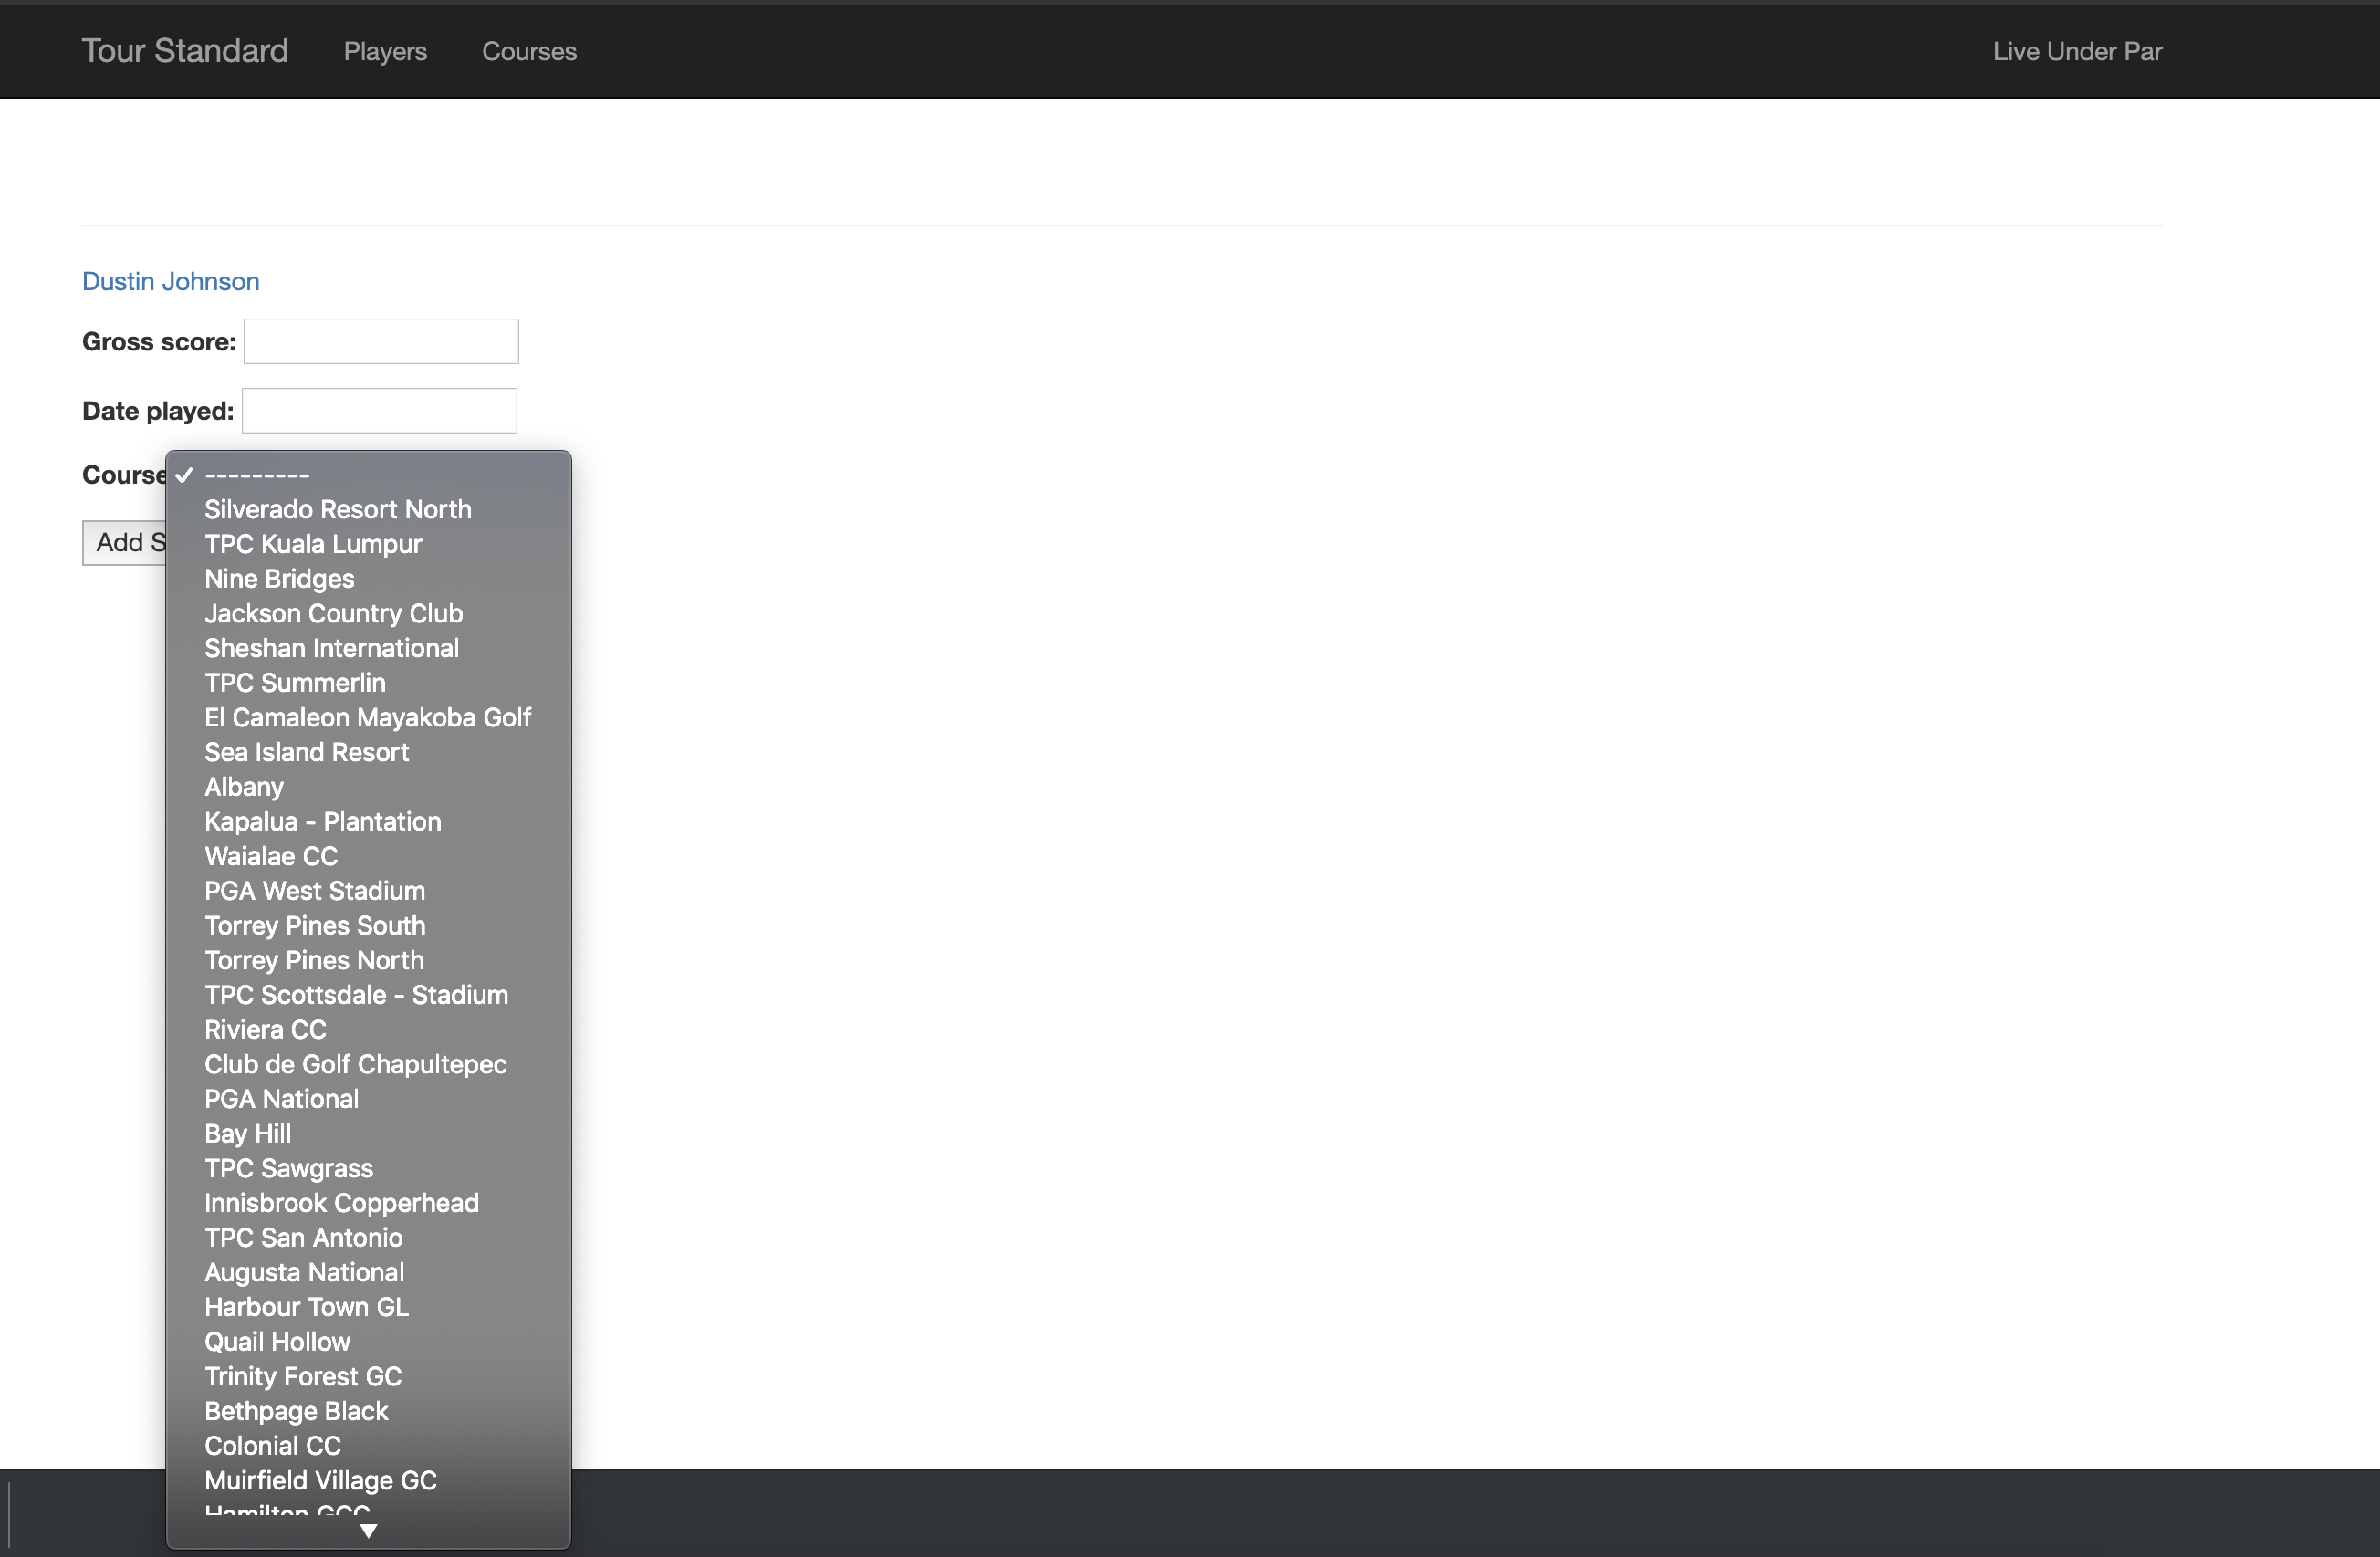 Tour Standard Players Courses Live Under Par
Dustin Johnson
Gross score:
Date played:
Course
✓ ---------
Silverado Resort North
Add S
TPC Kuala Lumpur
Nine Bridges
Jackson Country Club
Sheshan International
TPC Summerlin
El Camaleon Mayakoba Golf
Sea Island Resort
Albany
Kapalua - Plantation
Waialae CC
PGA West Stadium
Torrey Pines South
Torrey Pines North
TPC Scottsdale - Stadium
Riviera CC
Club de Golf Chapultepec
PGA National
Bay Hill
TPC Sawgrass
Innisbrook Copperhead
TPC San Antonio
Augusta National
Harbour Town GL
Quail Hollow
Trinity Forest GC
Bethpage Black
Colonial CC
Muirfield Village GC
Hamilton GCC